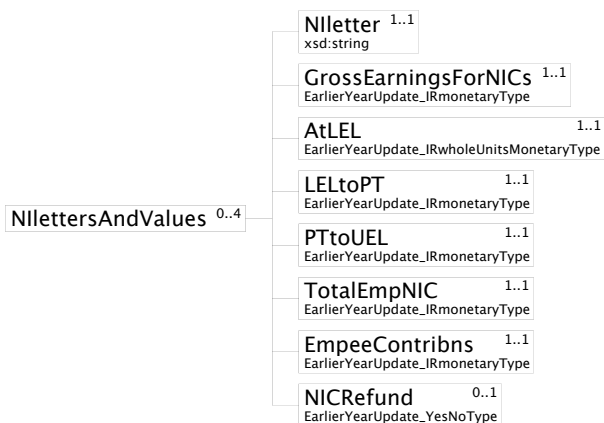 NIletter 1..1
xsd:string
GrossEarningsForNICs 1..1
EarlierYearUpdate_IRmonetaryType
AtLEL 1..1
EarlierYearUpdate_IRwholeUnitsMonetaryType
LELtoPT 1..1
EarlierYearUpdate_IRmonetaryType
NIlettersAndValues 0..4
PTtoUEL 1..1
EarlierYearUpdate_IRmonetaryType
TotalEmpNIC 1..1
EarlierYearUpdate_IRmonetaryType
EmpeeContribns 1..1
EarlierYearUpdate_IRmonetaryType
NICRefund 0..1
EarlierYearUpdate_YesNoType